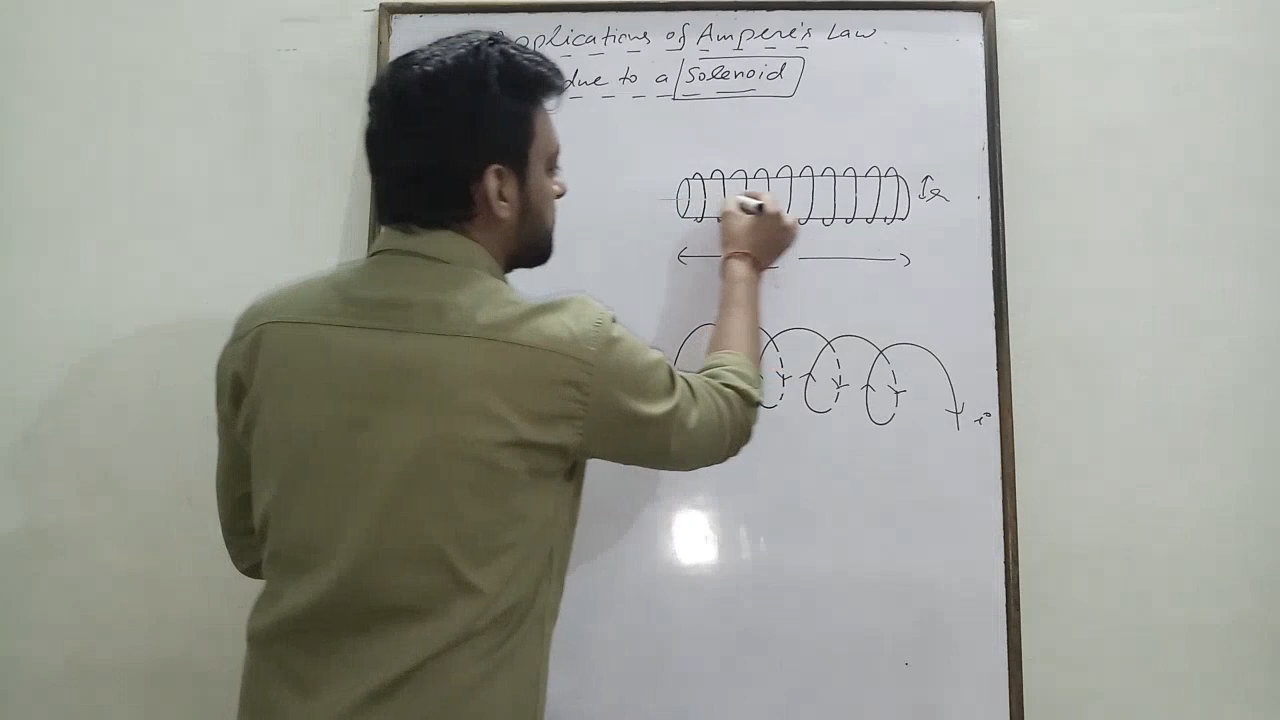 pplications of Ampere's Law
due to a Solenoid